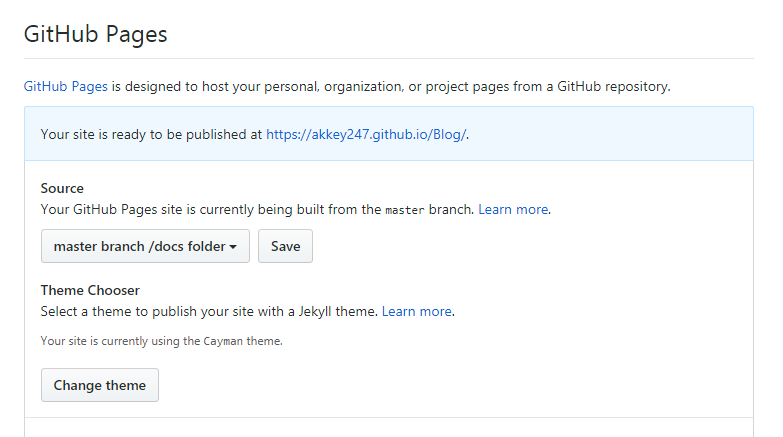 GitHub Pages
GitHub Pages is designed to host your personal, organization, or project pages from a GitHub repository.
Your site is ready to be published at https://akkey247.github.io/Blog/.
Source
Your GitHub Pages site is currently being built from the master branch. Learn more.
master branch /docs folder Save
Theme Chooser
Select a theme to publish your site with a Jekyll theme. Learn more.
Your site is currently using the Cayman theme.
Change theme